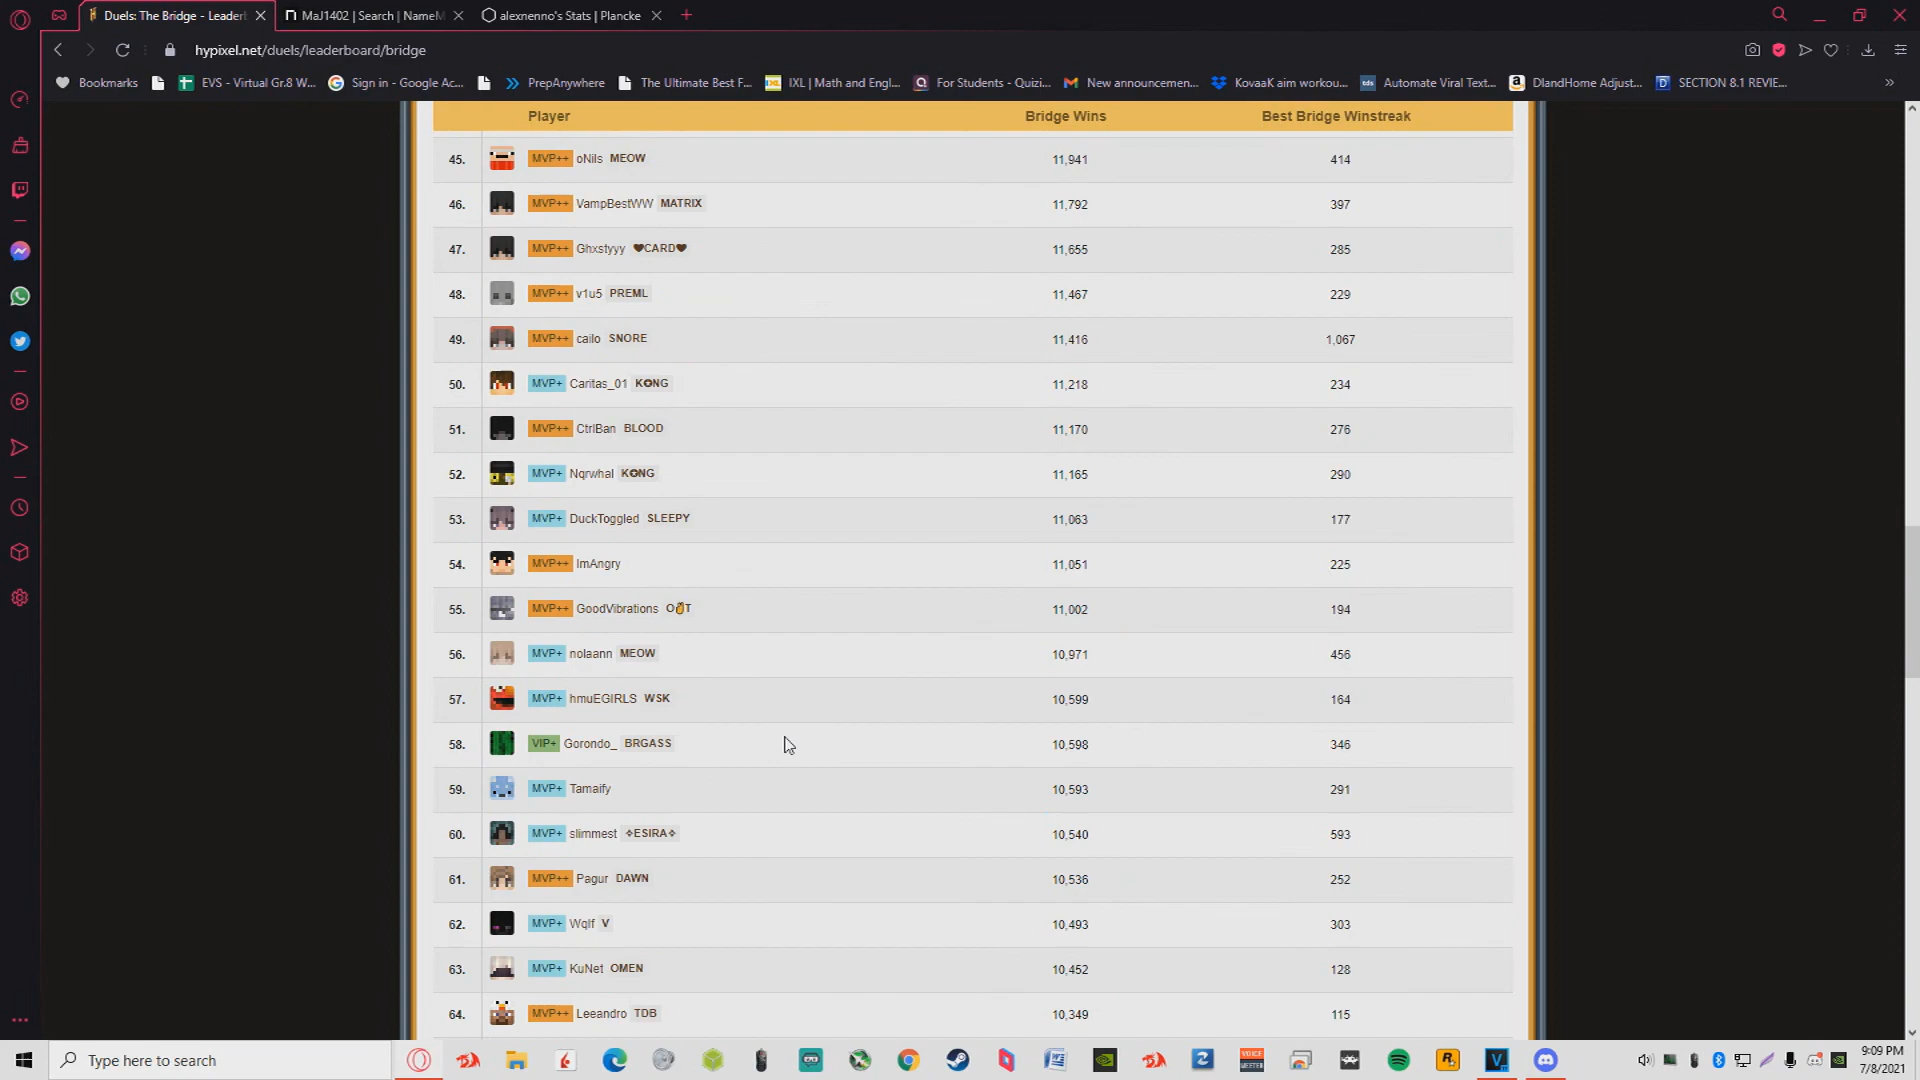 Duels: The Bridge - Leaderb
MaJ1402 | Search | NameM
alexnenno's Stats | Plancke
hypixel.net/duels/leaderboard/bridge
Bookmarks
EVS - Virtual Gr.8 W...
Sign in - Google Ac...
PrepAnywhere
The Ultimate Best F...
IXL | Math and Engl...
For Students - Quizi...
New announcemen...
KovaaK aim workou...
Automate Viral Text...
DlandHome Adjust...
SECTION 8.1 REVIE...
Player Bridge Wins Best Bridge Winstreak
45. MVP++ oNils MEOW 11,941 414
46. MVP++ VampBestWW MATRIX 11,792 397
47. MVP++ Ghxstyyy ♥CARD♥ 11,655 285
48. MVP++ v1u5 PREML 11,467 229
49. MVP++ cailo SNORE 11,416 1,067
50. MVP+ Caritas_01 K✪NG 11,218 234
51. MVP++ CtrlBan BLOOD 11,170 276
52. MVP+ Nqrwhal K✪NG 11,165 290
53. MVP+ DuckToggled SLEEPY 11,063 177
54. MVP++ ImAngry 11,051 225
55. MVP++ GoodVibrations O✌T 11,002 194
56. MVP+ nolaann MEOW 10,971 456
57. MVP+ hmuEGIRLS WSK 10,599 164
58. VIP+ Gorondo_ BRGASS 10,598 346
59. MVP+ Tamaify 10,593 291
60. MVP+ slimmest ✧ESIRA✧ 10,540 593
61. MVP++ Pagur DAWN 10,536 252
62. MVP+ Wqlf V 10,493 303
63. MVP+ KuNet OMEN 10,452 128
64. MVP++ Leeandro TDB 10,349 115
Type here to search
9:09 PM
7/8/2021